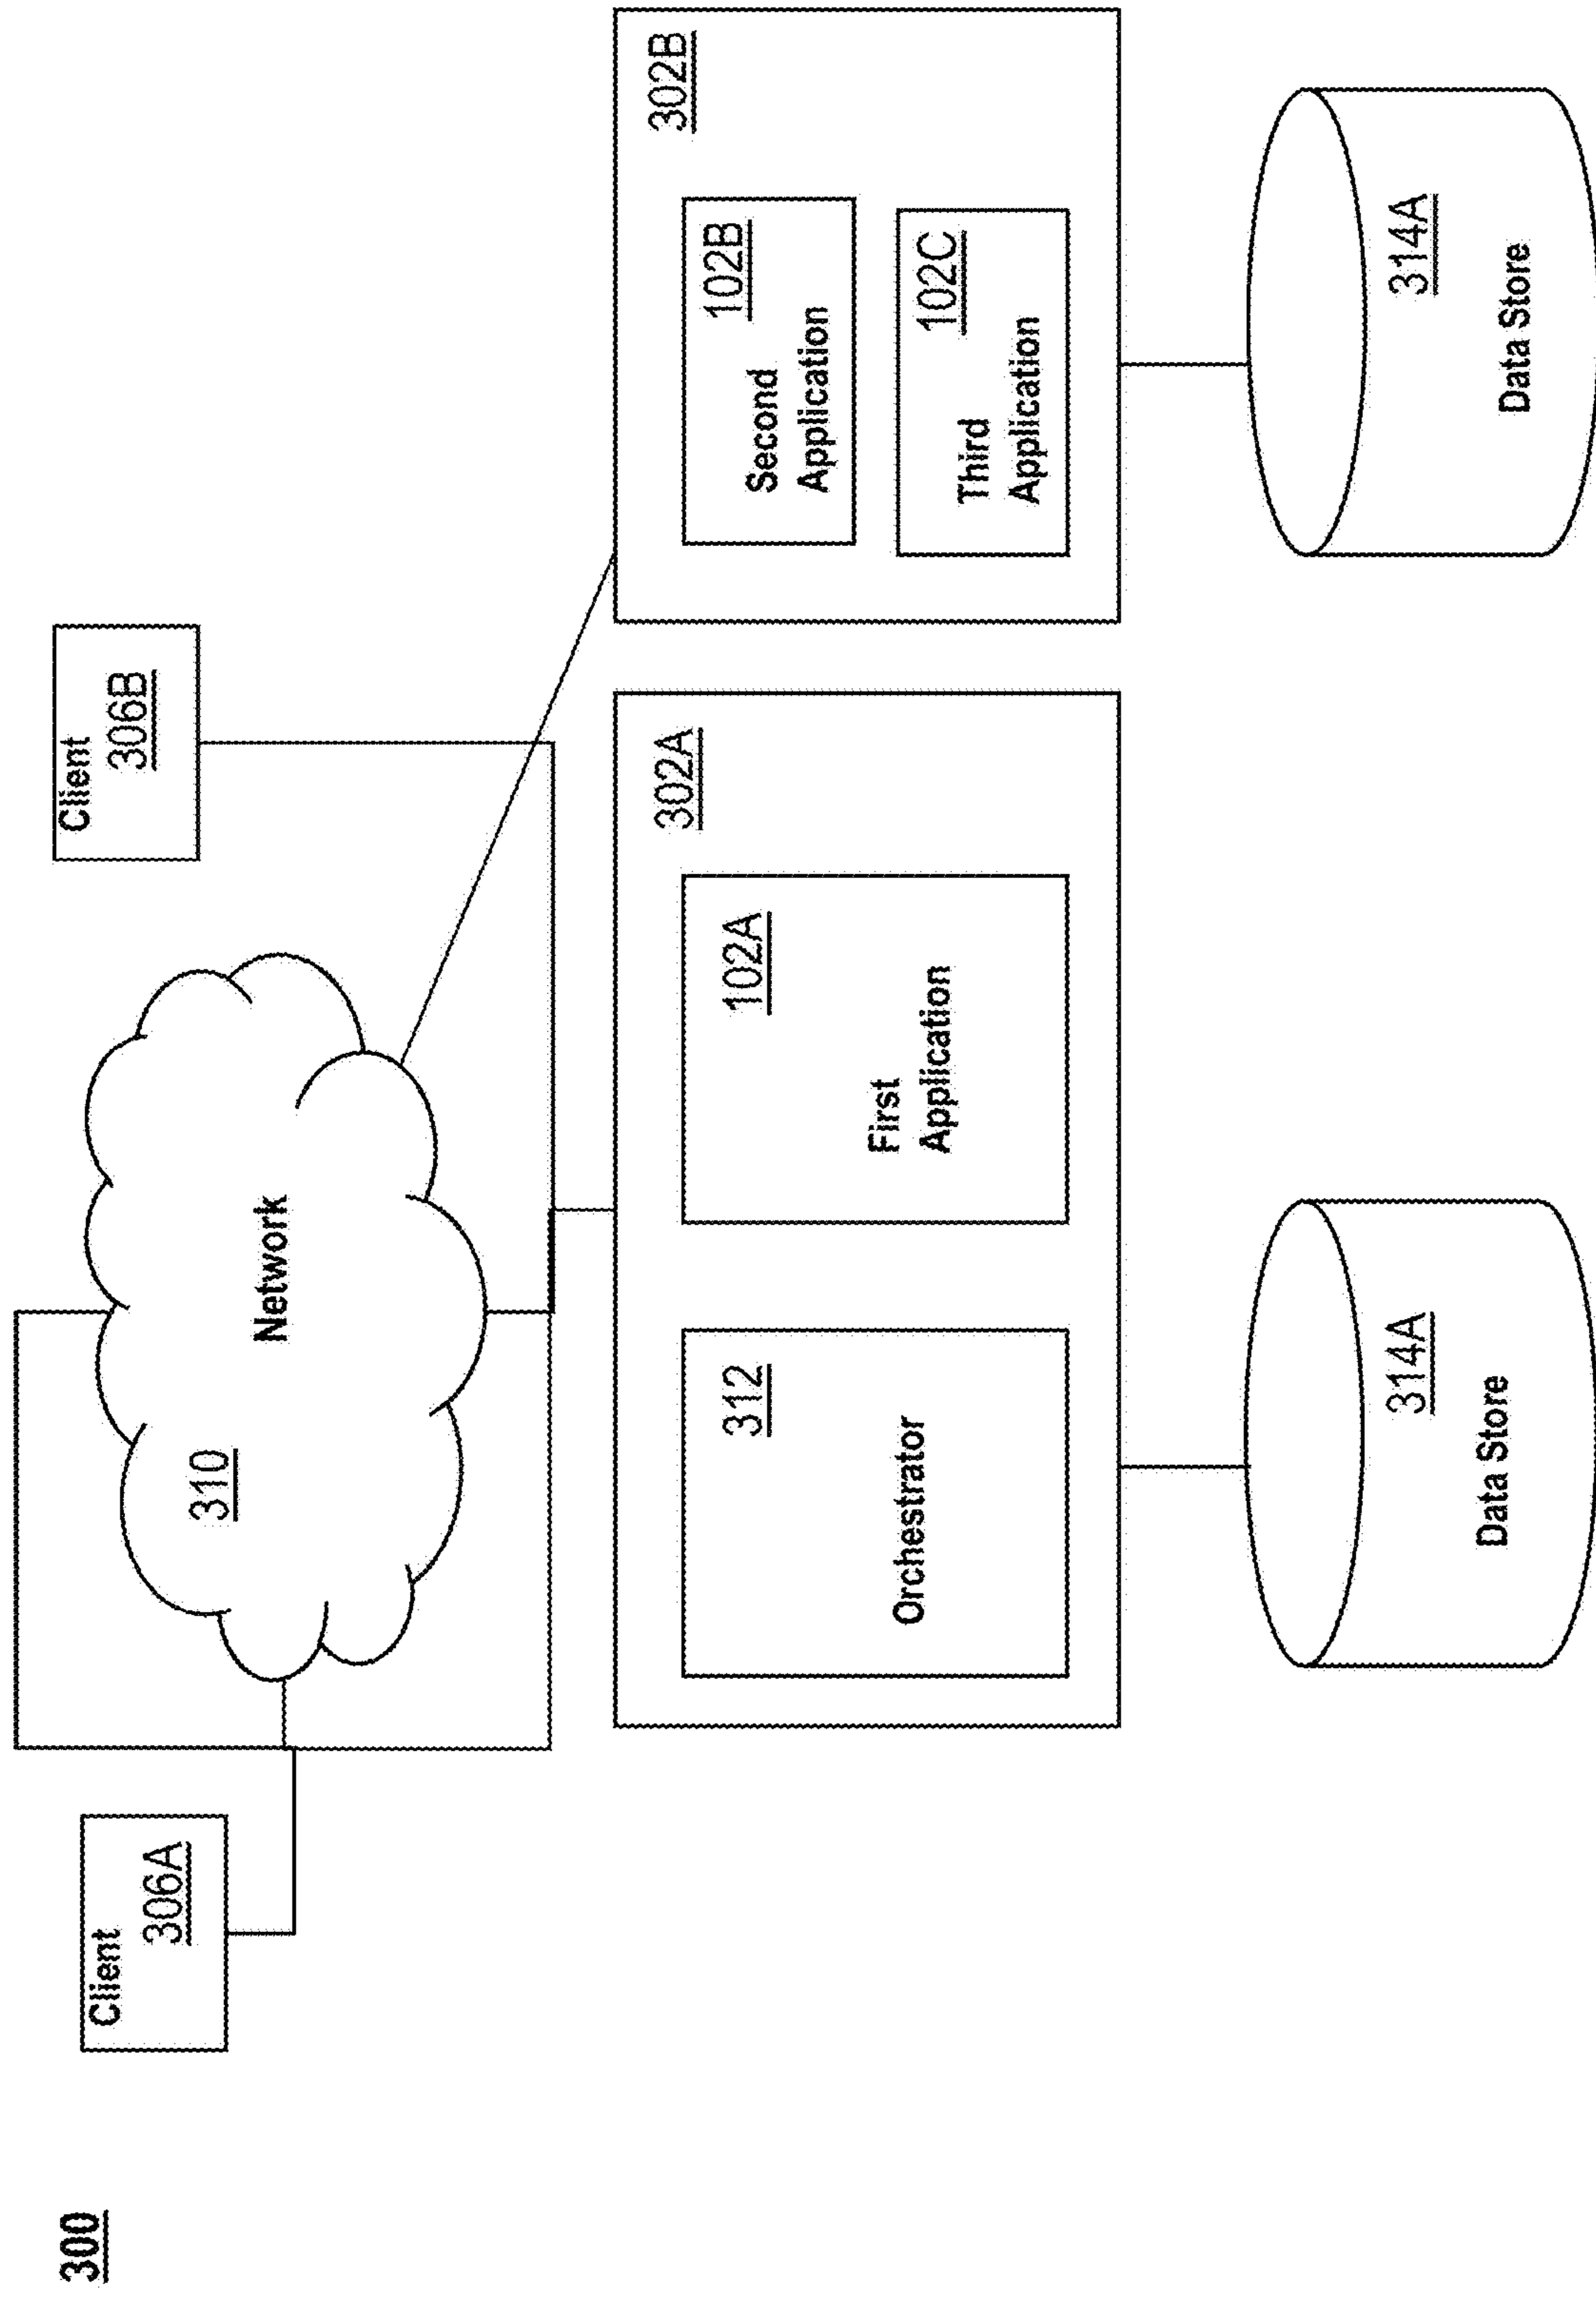 300
Client
306A
Client
306B
310
Network
302A
312
Orchestrator
102A
First
Application
302B
102B
Second
Application
102C
Third
Application
314A
Data Store
314A
Data Store